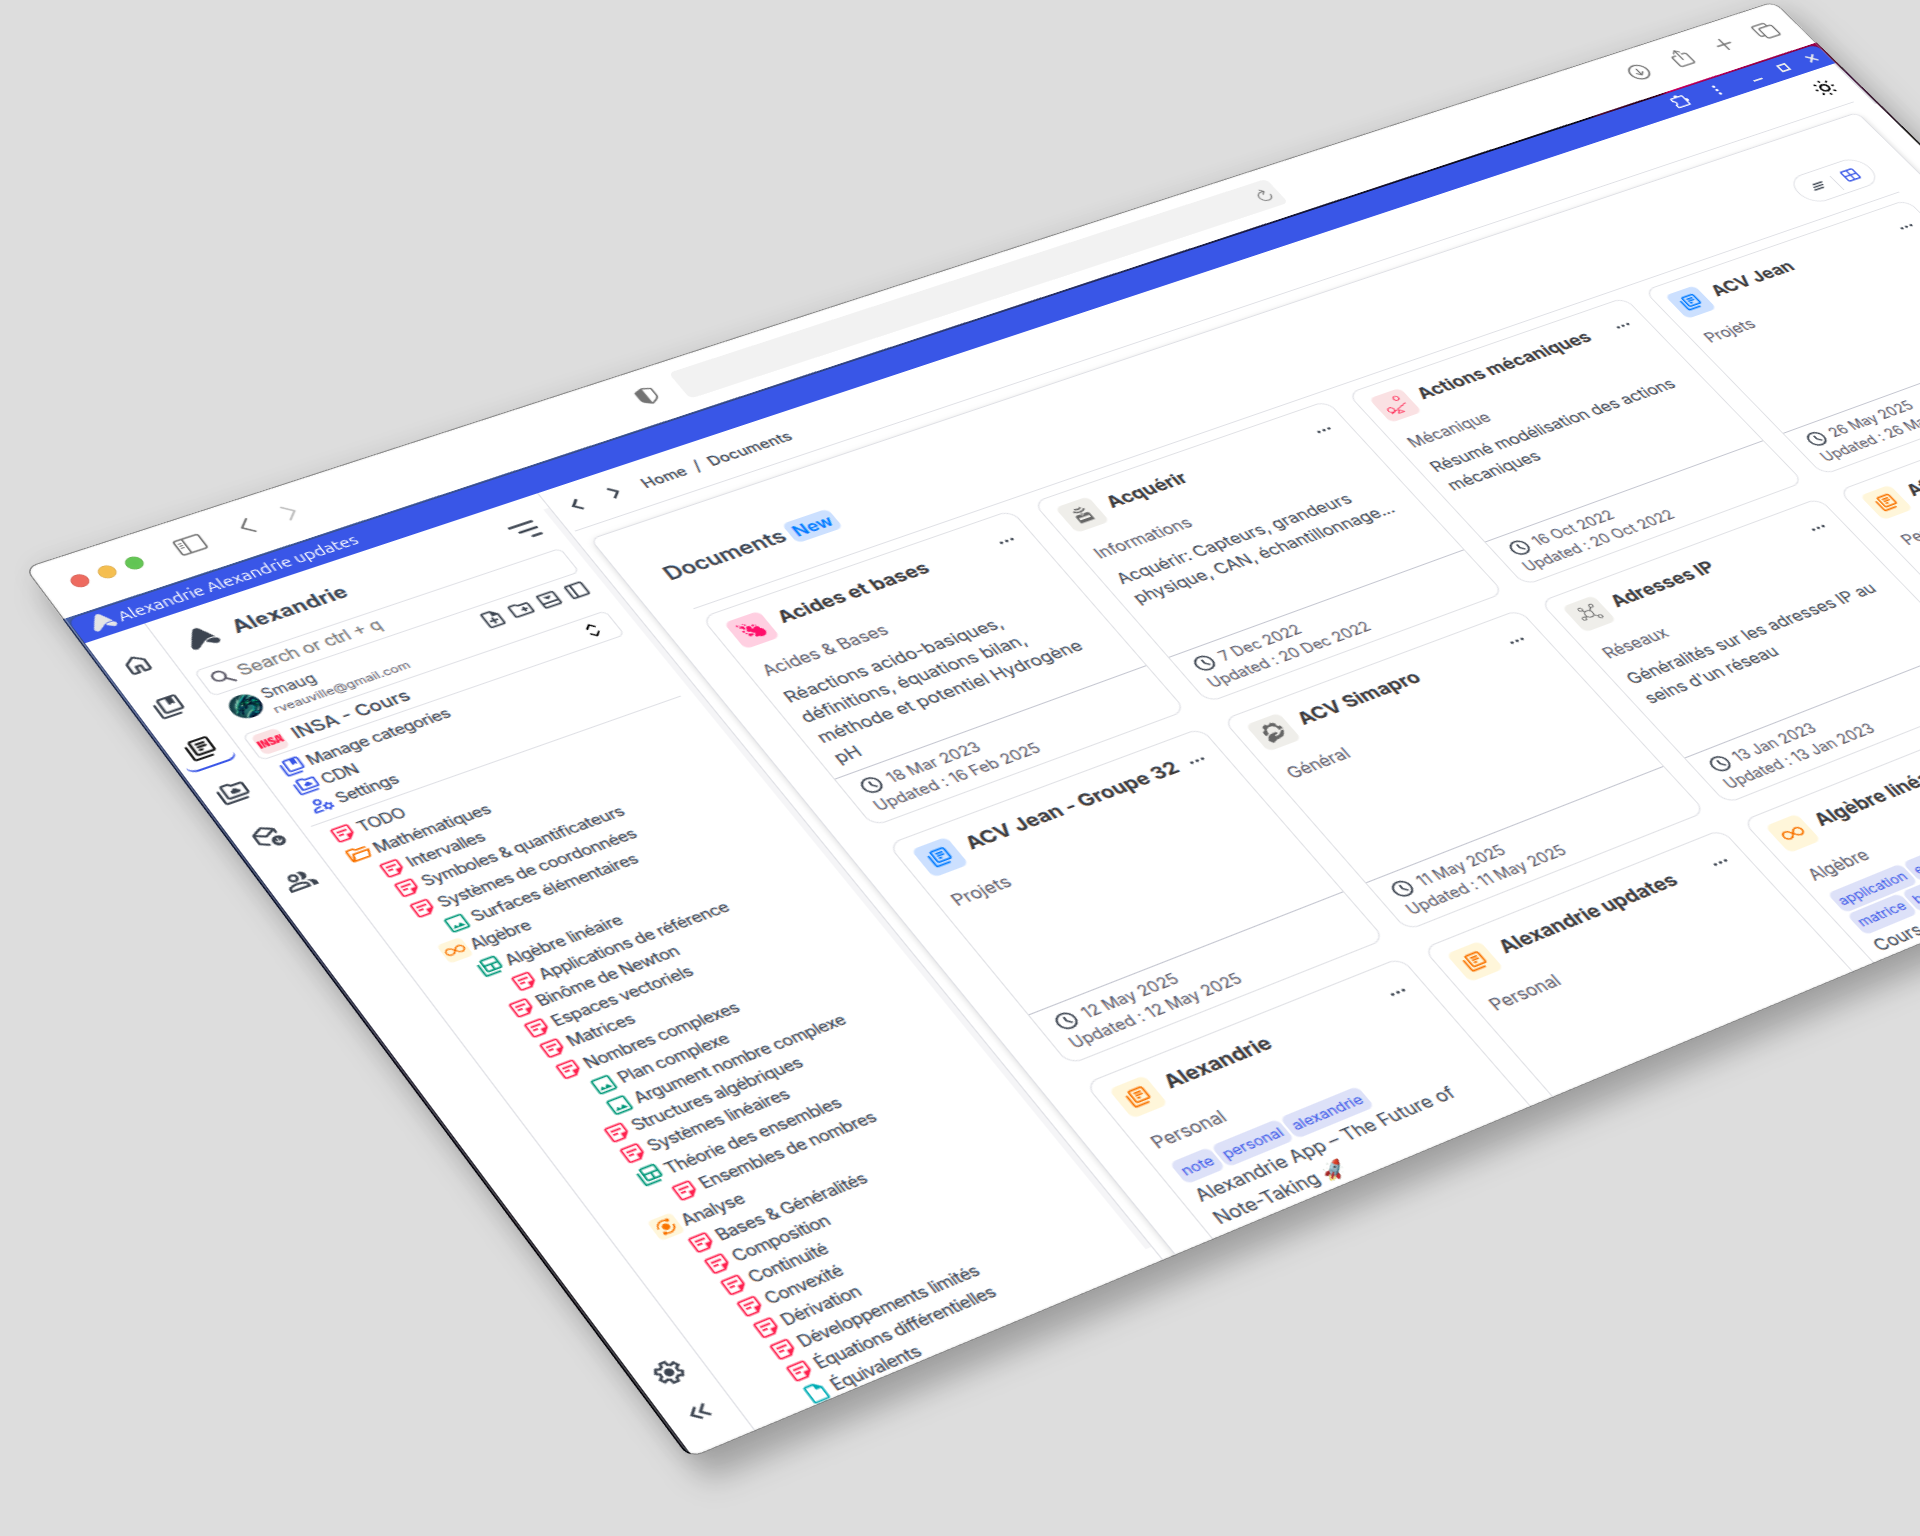 Alexandrie Alexandrie updates
Alexandrie
Search or ctrl + q
Smaug
rveauville@gmail.com
INSA
INSA - Cours
Manage categories
CDN
Settings
TODO
Mathématiques
Intervalles
Symboles & quantificateurs
Systèmes de coordonnées
Surfaces élémentaires
Algèbre
Algèbre linéaire
Applications de référence
Binôme de Newton
Espaces vectoriels
Matrices
Nombres complexes
Plan complexe
Argument nombre complexe
Structures algébriques
Systèmes linéaires
Théorie des ensembles
Ensembles de nombres
Analyse
Bases & Généralités
Composition
Continuité
Convexité
Dérivation
Développements limités
Équations différentielles
Équivalents
Home / Documents
Documents New
Acides et bases
Acides & Bases
Réactions acido-basiques,
définitions, équations bilan,
méthode et potentiel Hydrogène
pH
18 Mar 2023
Updated : 16 Feb 2025
Acquérir
Informations
Acquérir: Capteurs, grandeurs
physique, CAN, échantillonnage...
7 Dec 2022
Updated : 20 Dec 2022
Actions mécaniques
Mécanique
Résumé modélisation des actions
mécaniques
16 Oct 2022
Updated : 20 Oct 2022
ACV Jean
Projets
26 May 2025
Updated : 26
ACV Jean - Groupe 32
Projets
12 May 2025
Updated : 12 May 2025
ACV Simapro
Général
11 May 2025
Updated : 11 May 2025
Adresses IP
Réseaux
Généralités sur les adresses IP au
seins d'un réseau
13 Jan 2023
Updated : 13 Jan 2023
Alexandrie
Personal
note personal alexandrie
Alexandrie App – The Future of
Note-Taking 🚀
Alexandrie updates
Personal
Algèbre
Algèbre
application
matrice
Cours